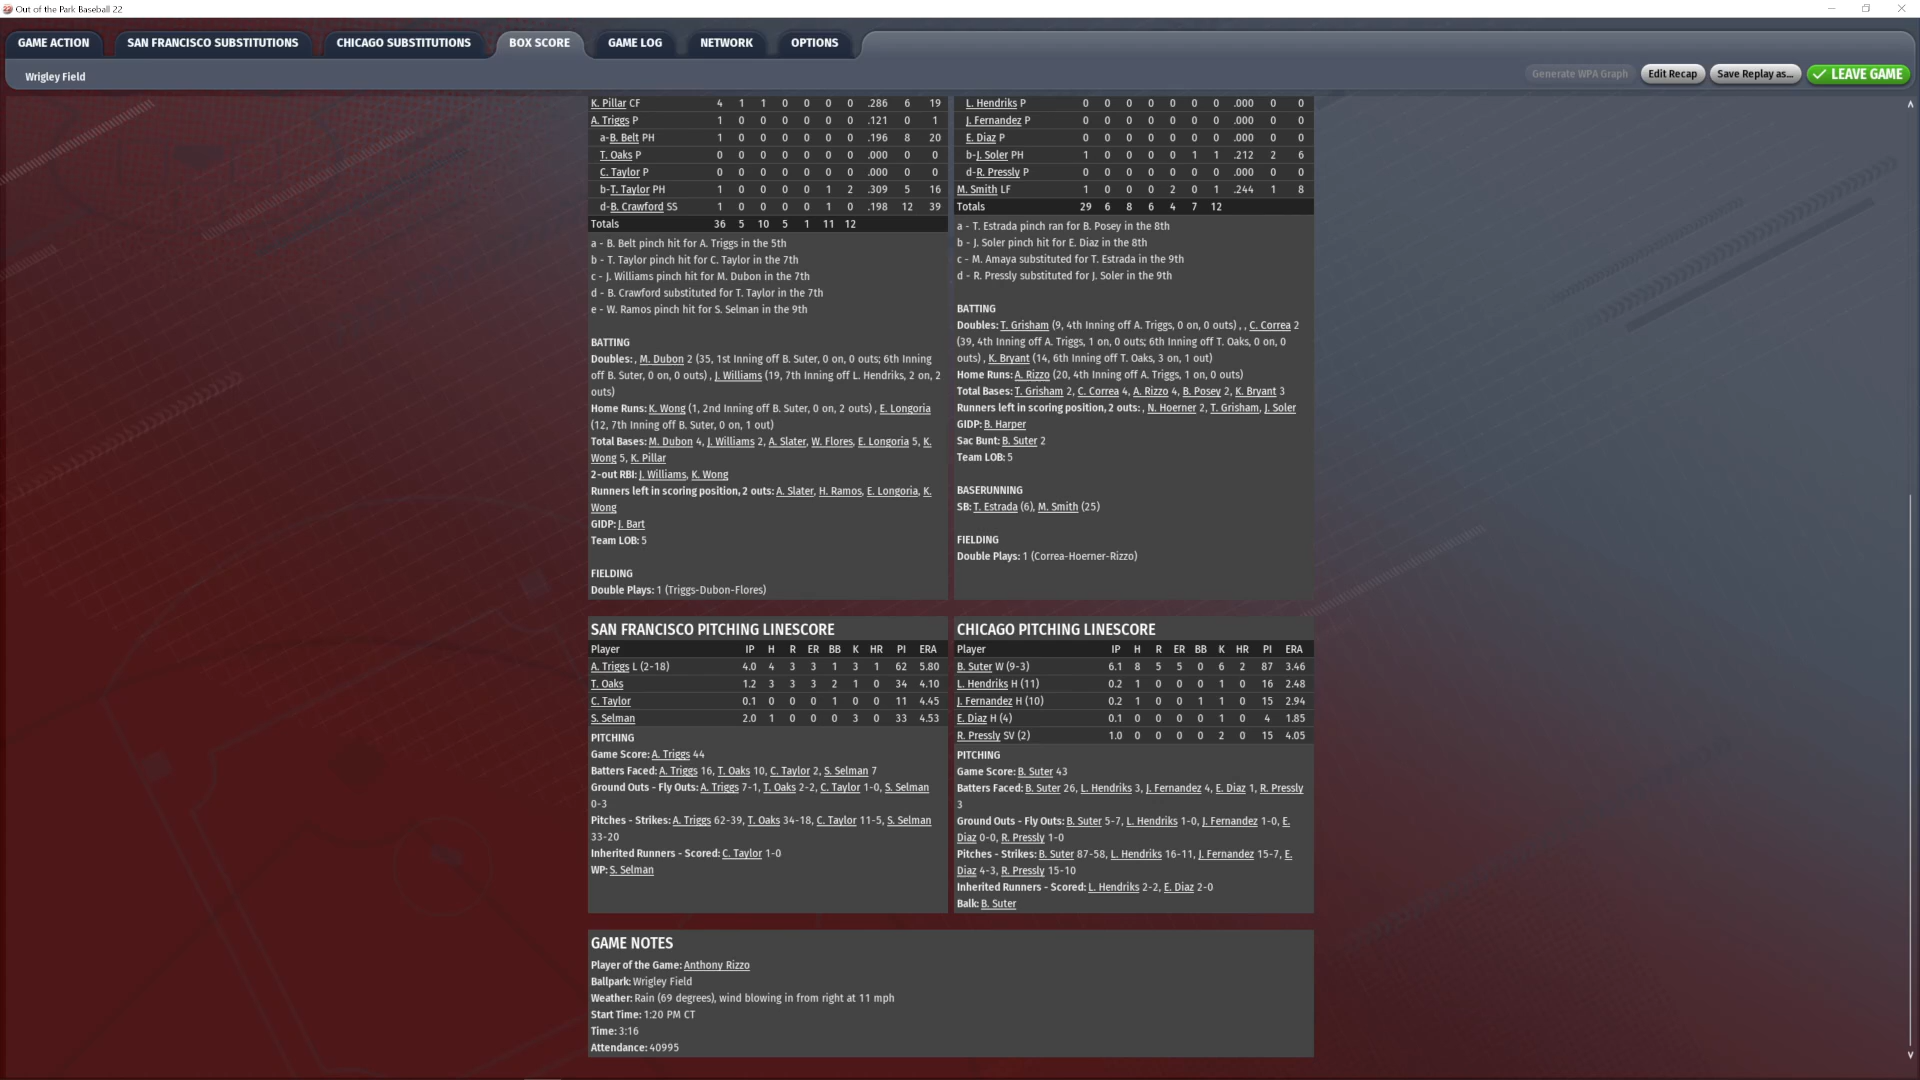 Out of the Park Baseball 22
GAME ACTION
SAN FRANCISCO SUBSTITUTIONS
CHICAGO SUBSTITUTIONS
BOX SCORE
GAME LOG
NETWORK
OPTIONS
Wrigley Field
Generate WPA Graph
Edit Recap
Save Replay as...
LEAVE GAME
K. Pillar CF 4 1 1 0 0 0 0 .286 6 19
A. Triggs P 1 0 0 0 0 0 0 .121 0 1
a-B. Belt PH 1 0 0 0 0 0 0 .196 8 20
T. Oaks P 0 0 0 0 0 0 0 .000 0 0
C. Taylor P 0 0 0 0 0 0 0 .000 0 0
b-T. Taylor PH 1 0 0 0 0 1 2 .309 5 16
d-B. Crawford SS 1 0 0 0 0 1 0 .198 12 39
Totals 36 5 10 5 1 11 12
a - B. Belt pinch hit for A. Triggs in the 5th
b - T. Taylor pinch hit for C. Taylor in the 7th
c - J. Williams pinch hit for M. Dubon in the 7th
d - B. Crawford substituted for T. Taylor in the 7th
e - W. Ramos pinch hit for S. Selman in the 9th
BATTING
Doubles: , M. Dubon 2 (35, 1st Inning off B. Suter, 0 on, 0 outs; 6th Inning
off B. Suter, 0 on, 0 outs) , J. Williams (19, 7th Inning off L. Hendriks, 2 on, 2
outs)
Home Runs: K. Wong (1, 2nd Inning off B. Suter, 0 on, 2 outs) , E. Longoria
(12, 7th Inning off B. Suter, 0 on, 1 out)
Total Bases: M. Dubon 4, J. Williams 2, A. Slater, W. Flores, E. Longoria 5, K.
Wong 5, K. Pillar
2-out RBI: J. Williams, K. Wong
Runners left in scoring position, 2 outs: A. Slater, H. Ramos, E. Longoria, K.
Wong
GIDP: J. Bart
Team LOB: 5
FIELDING
Double Plays: 1 (Triggs-Dubon-Flores)
L. Hendriks P 0 0 0 0 0 0 0 .000 0 0
J. Fernandez P 0 0 0 0 0 0 0 .000 0 0
E. Diaz P 0 0 0 0 0 0 0 .000 0 0
b-J. Soler PH 1 0 0 0 0 1 1 .212 2 6
d-R. Pressly P 0 0 0 0 0 0 0 .000 0 0
M. Smith LF 1 0 0 0 2 0 1 .244 1 8
Totals 29 6 8 6 4 7 12
a - T. Estrada pinch ran for B. Posey in the 8th
b - J. Soler pinch hit for E. Diaz in the 8th
c - M. Amaya substituted for T. Estrada in the 9th
d - R. Pressly substituted for J. Soler in the 9th
BATTING
Doubles: T. Grisham (9, 4th Inning off A. Triggs, 0 on, 0 outs) , , C. Correa 2
(39, 4th Inning off A. Triggs, 1 on, 0 outs; 6th Inning off T. Oaks, 0 on, 0
outs) , K. Bryant (14, 6th Inning off T. Oaks, 3 on, 1 out)
Home Runs: A. Rizzo (20, 4th Inning off A. Triggs, 1 on, 0 outs)
Total Bases: T. Grisham 2, C. Correa 4, A. Rizzo 4, B. Posey 2, K. Bryant 3
Runners left in scoring position, 2 outs: , N. Hoerner 2, T. Grisham, J. Soler
GIDP: B. Harper
Sac Bunt: B. Suter 2
Team LOB: 5
BASERUNNING
SB: T. Estrada (6), M. Smith (25)
FIELDING
Double Plays: 1 (Correa-Hoerner-Rizzo)
SAN FRANCISCO PITCHING LINESCORE
Player IP H R ER BB K HR PI ERA
A. Triggs L (2-18) 4.0 4 3 3 1 3 1 62 5.80
T. Oaks 1.2 3 3 3 2 1 0 34 4.10
C. Taylor 0.1 0 0 0 1 0 0 11 4.45
S. Selman 2.0 1 0 0 0 3 0 33 4.53
PITCHING
Game Score: A. Triggs 44
Batters Faced: A. Triggs 16, T. Oaks 10, C. Taylor 2, S. Selman 7
Ground Outs - Fly Outs: A. Triggs 7-1, T. Oaks 2-2, C. Taylor 1-0, S. Selman
0-3
Pitches - Strikes: A. Triggs 62-39, T. Oaks 34-18, C. Taylor 11-5, S. Selman
33-20
Inherited Runners - Scored: C. Taylor 1-0
WP: S. Selman
CHICAGO PITCHING LINESCORE
Player IP H R ER BB K HR PI ERA
B. Suter W (9-3) 6.1 8 5 5 0 6 2 87 3.46
L. Hendriks H (11) 0.2 1 0 0 0 1 0 16 2.48
J. Fernandez H (10) 0.2 1 0 0 1 1 0 15 2.94
E. Diaz H (4) 0.1 0 0 0 0 1 0 4 1.85
R. Pressly SV (2) 1.0 0 0 0 0 2 0 15 4.05
PITCHING
Game Score: B. Suter 43
Batters Faced: B. Suter 26, L. Hendriks 3, J. Fernandez 4, E. Diaz 1, R. Pressly
3
Ground Outs - Fly Outs: B. Suter 5-7, L. Hendriks 1-0, J. Fernandez 1-0, E.
Diaz 0-0, R. Pressly 1-0
Pitches - Strikes: B. Suter 87-58, L. Hendriks 16-11, J. Fernandez 15-7, E.
Diaz 4-3, R. Pressly 15-10
Inherited Runners - Scored: L. Hendriks 2-2, E. Diaz 2-0
Balk: B. Suter
GAME NOTES
Player of the Game: Anthony Rizzo
Ballpark: Wrigley Field
Weather: Rain (69 degrees), wind blowing in from right at 11 mph
Start Time: 1:20 PM CT
Time: 3:16
Attendance: 40995